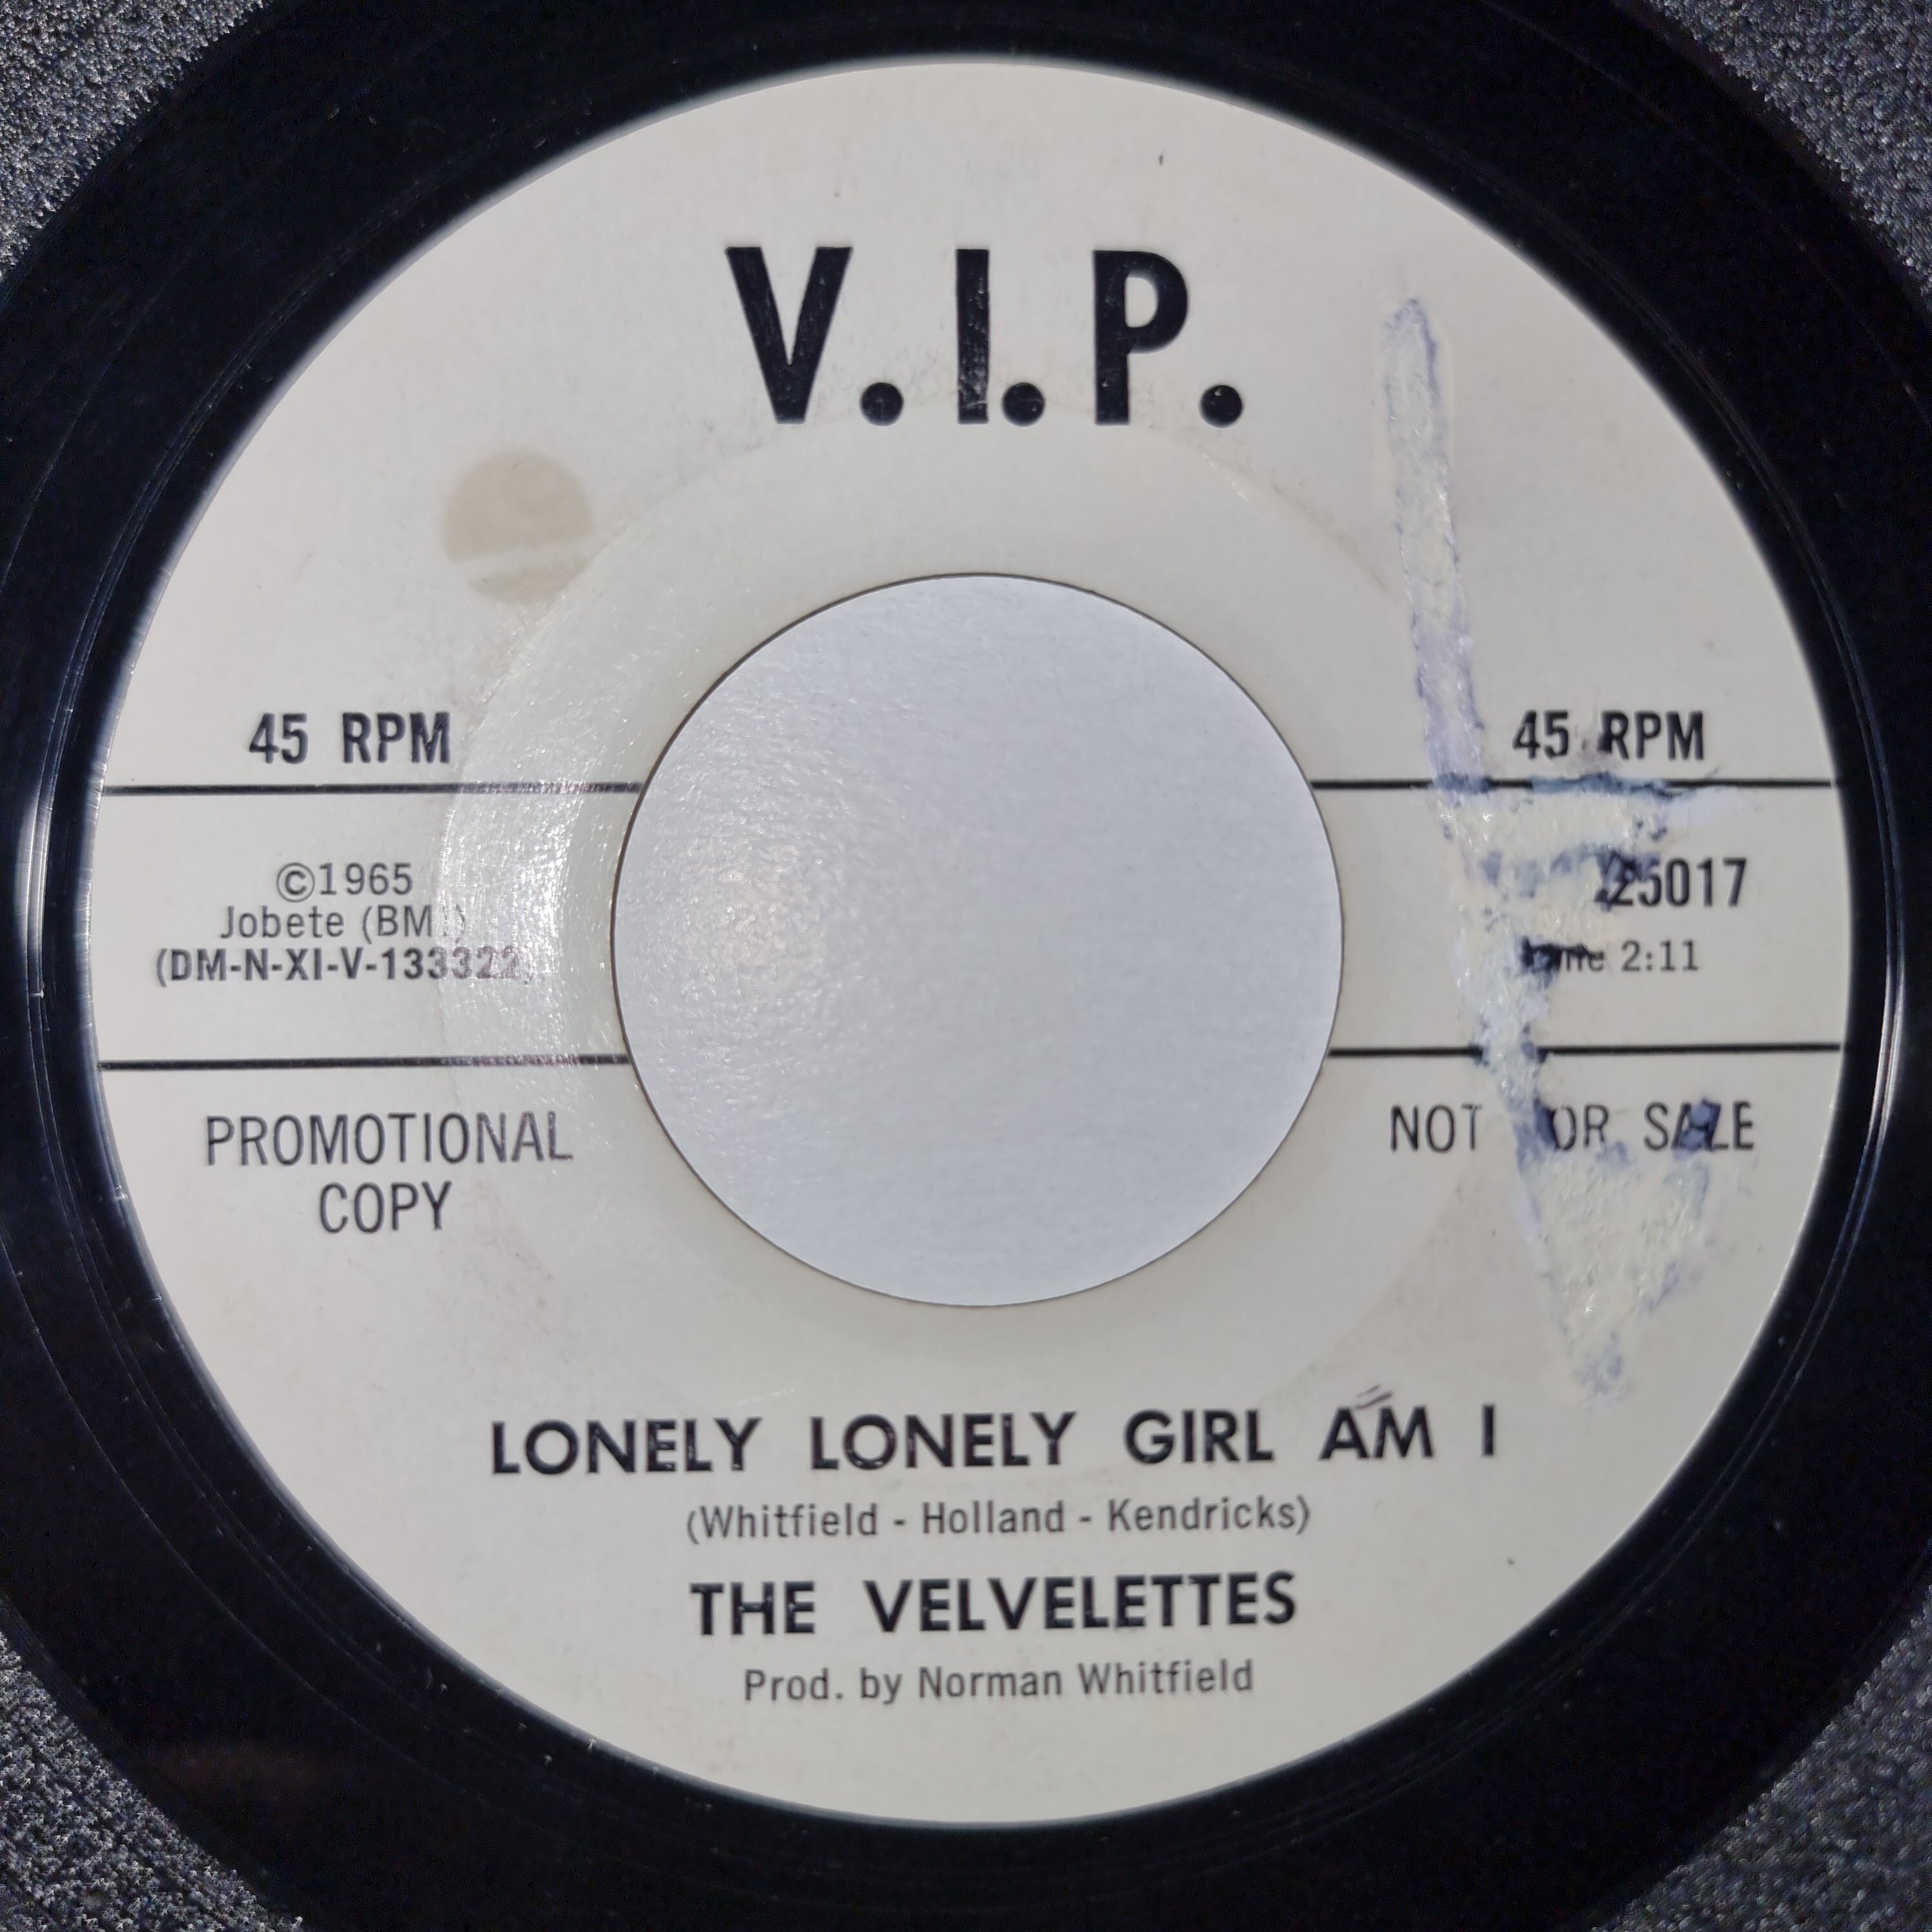 V.I.P.
45 RPM
45 RPM
©1965
Jobete (BM
(DM-N-XI-V-133322)
25017
2:11
PROMOTIONAL
COPY
NOT SALE
LONELY LONELY GIRL AM I
(Whitfield - Holland - Kendricks)
THE VELVELETTES
Prod. by Norman Whitfield